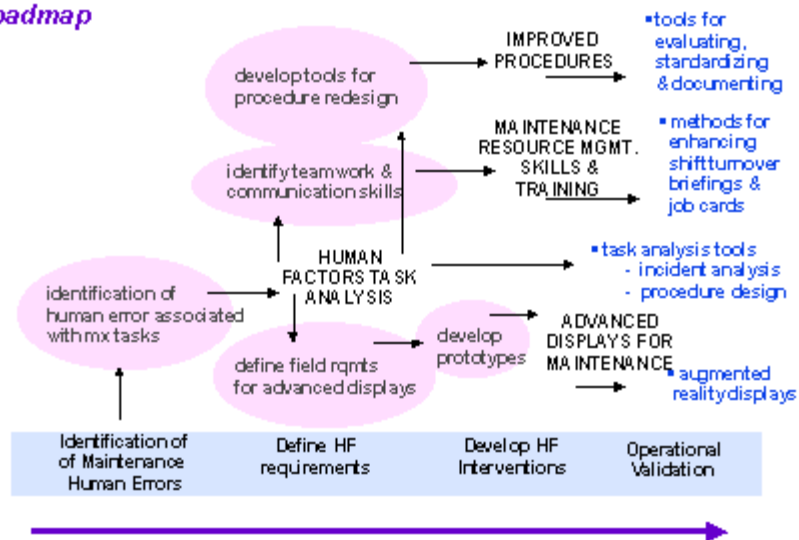 oadmap
develop tools for
procedure redesign
IMPROVED
PROCEDURES
▪tools for
evaluating,
standardizing
& documenting
identify teamwork &
communication skills
MAINTENANCE
RESOURCE MGMT.
SKILLS &
TRAINING
▪methods for
enhancing
shift turnover
briefings &
job cards
identification of
human error associated
with mx tasks
HUMAN
FACTORS TASK
ANALYSIS
▪task analysis tools
- incident analysis
- procedure design
define field rqnts
for advanced displays
develop
prototypes
ADVANCED
DISPLAYS FOR
MAINTENANCE
▪augmented
reality displays
Identification of
of Maintenance
Human Errors
Define HF
requirements
Develop HF
Interventions
Operational
Validation